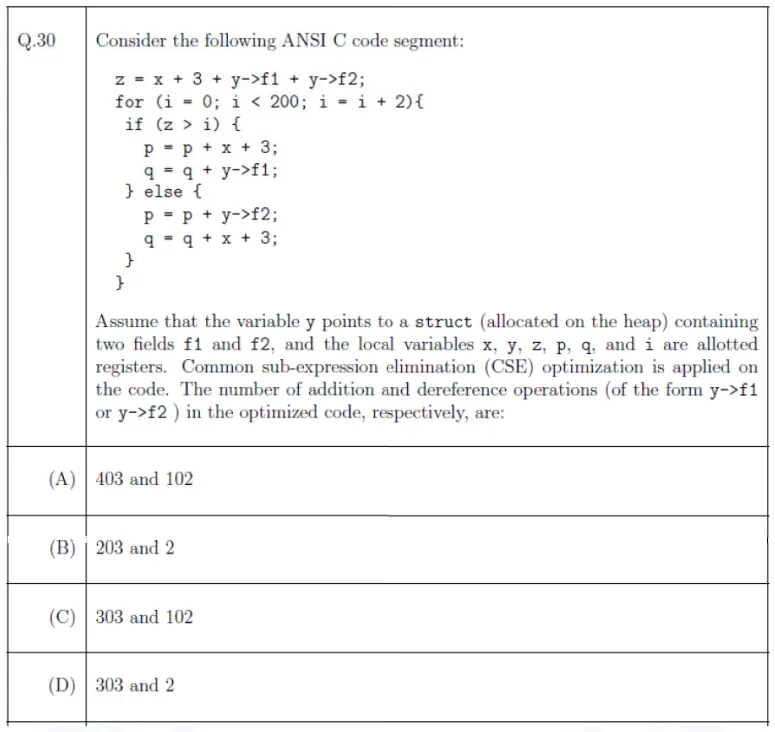 Q.30 Consider the following ANSI C code segment:
z = x + 3 + y->f1 + y->f2;
for (i = 0; i < 200; i = i + 2){
if (z > i) {
p = p + x + 3;
q = q + y->f1;
} else {
p = p + y->f2;
q = q + x + 3;
}
}
Assume that the variable y points to a struct (allocated on the heap) containing
two fields f1 and f2, and the local variables x, y, z, p, q, and i are allotted
registers. Common sub-expression elimination (CSE) optimization is applied on
the code. The number of addition and dereference operations (of the form y->f1
or y->f2 ) in the optimized code, respectively, are:
(A) 403 and 102
(B) 203 and 2
(C) 303 and 102
(D) 303 and 2